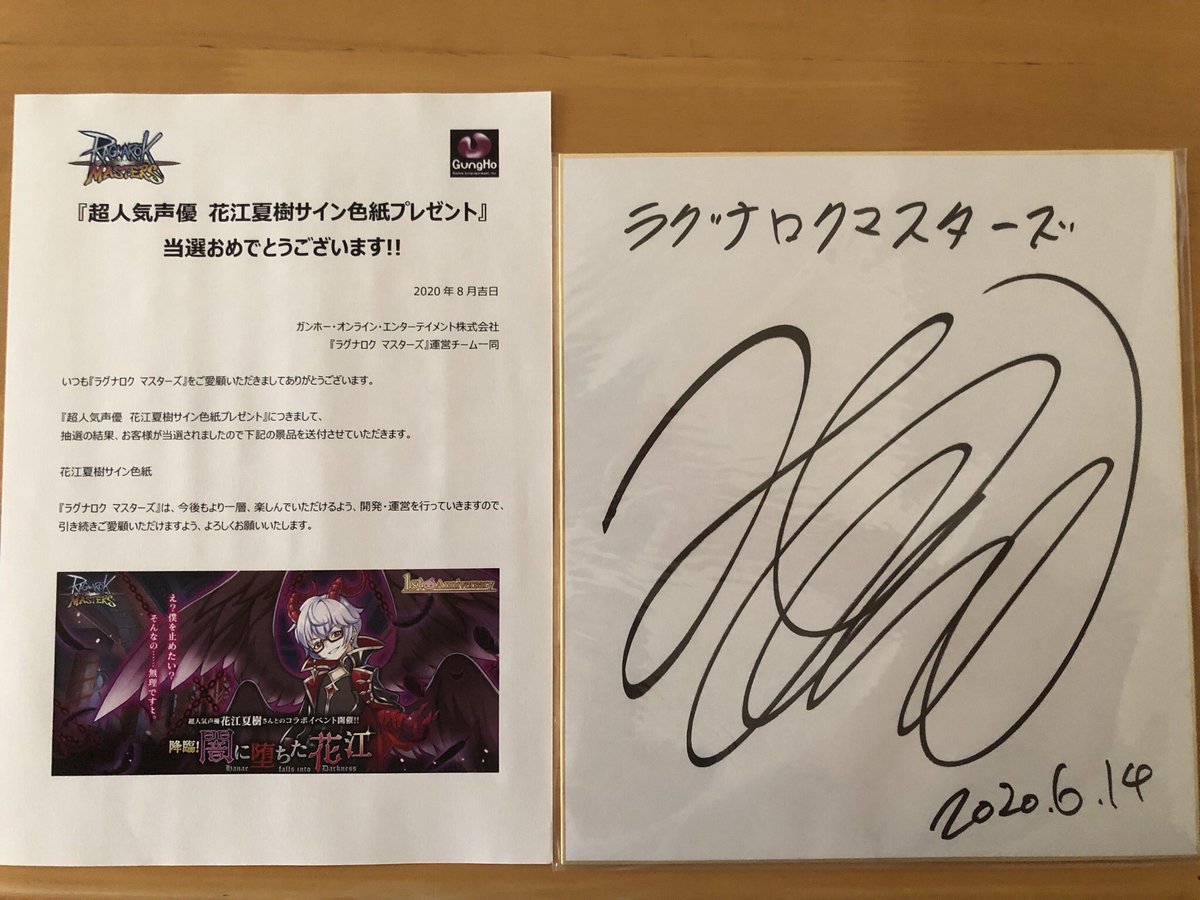 RAGNAROK
MASTERS
GungHo
『超人気声優 花江夏樹サイン色紙プレゼント』
当選おめでとうございます!!
2020年8月吉日
ガンホー・オンライン・エンターテイメント株式会社
『ラグナロク マスターズ』運営チーム一同
いつも『ラグナロク マスターズ』をご愛顧いただきましてありがとうございます。
『超人気声優 花江夏樹サイン色紙プレゼント』につきまして、
抽選の結果、お客様が当選されましたので下記の景品を送付させていただきます。
花江夏樹サイン色紙
『ラグナロク マスターズ』は、今後もより一層、楽しんでいただけるよう、開発・運営を行っていきますので、
引き続きご愛顧いただけますよう、よろしくお願いいたします。
RAGNAROK
MASTERS
1st Anniversary
え?僕を止めたい?
そんなの……無理ですよ。
超人気声優花江夏樹さんとのコラボイベント開催!!
降臨!闇に堕ちた花江
Hanae falls into Darkness
ラグナロクマスターズ
2020.6.14